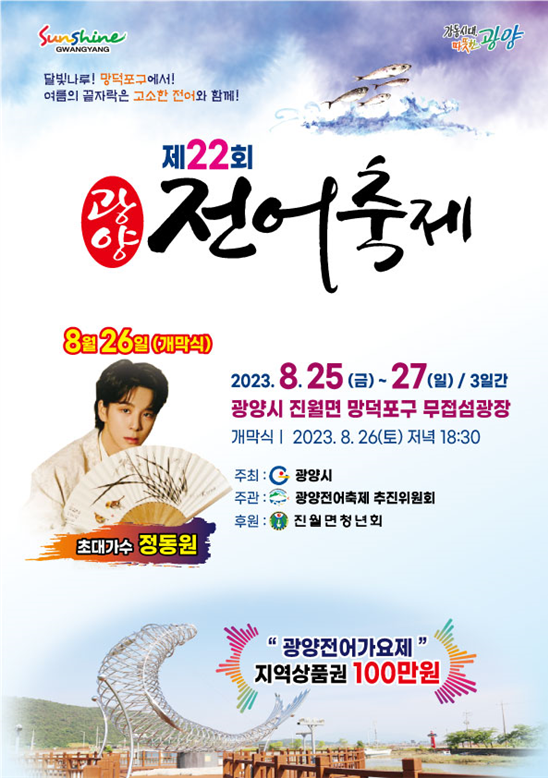 Sunshine
GWANGYANG
감동시대,
따뜻한 광양
달빛나루! 망덕포구에서!
여름의 끝자락은 고소한 전어와 함께!
제22회
광양
전어축제
8월 26일 (개막식)
초대가수 정동원
2023. 8. 25 (금) ~ 27 (일) / 3일간
광양시 진월면 망덕포구 무접섬광장
개막식ㅣ 2023. 8. 26(토) 저녁 18:30
주최 : 광양시
주관 : 광양전어축제 추진위원회
후원 : 진월면청년회
“ 광양전어가요제 ”
지역상품권 100만원